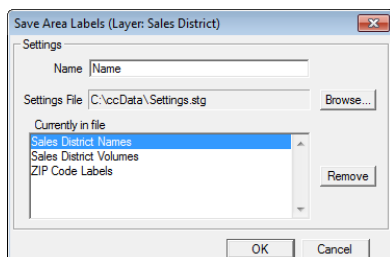 Save Area Labels (Layer: Sales District)
Settings
Name Name
Settings File C:\ccData\Settings.stg Browse...
Currently in file
Sales District Names
Sales District Volumes
ZIP Code Labels
Remove
OK Cancel